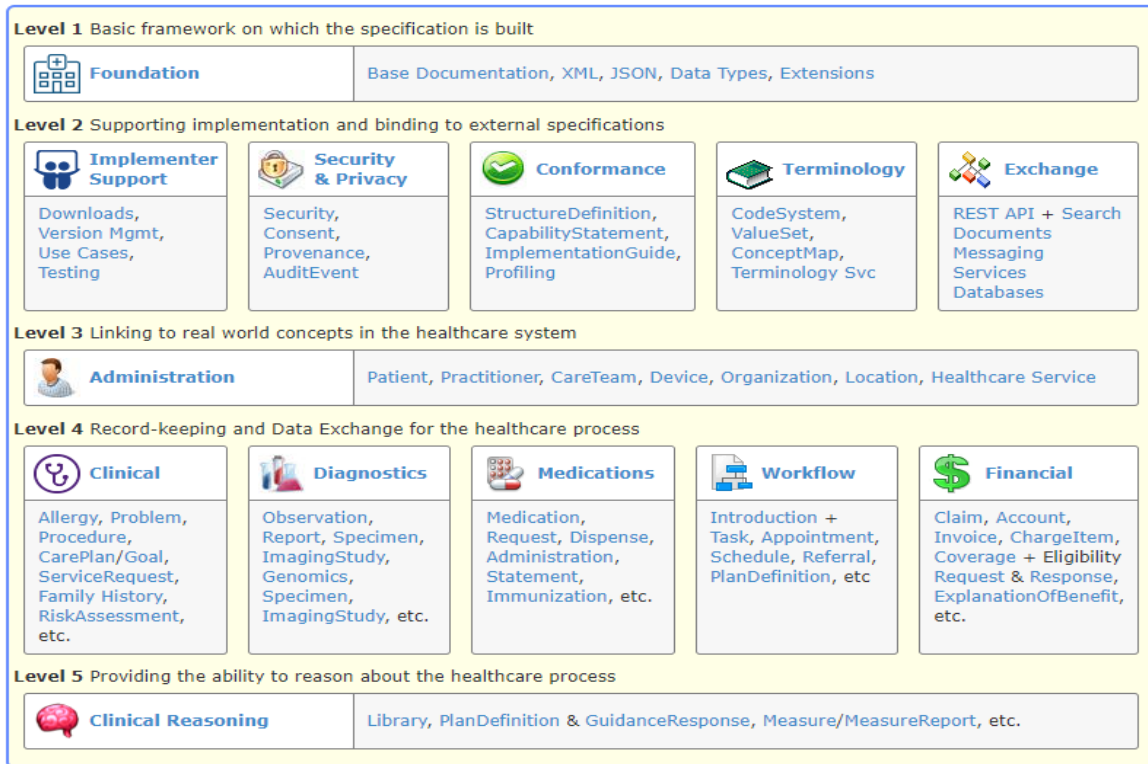 Level 1 Basic framework on which the specification is built
Foundation
Base Documentation, XML, JSON, Data Types, Extensions
Level 2 Supporting implementation and binding to external specifications
Implementer
Support
Downloads,
Version Mgmt,
Use Cases,
Testing
Security
& Privacy
Security,
Consent,
Provenance,
AuditEvent
Conformance
StructureDefinition,
CapabilityStatement,
ImplementationGuide,
Profiling
Terminology
CodeSystem,
ValueSet,
ConceptMap,
Terminology Svc
Exchange
REST API + Search
Documents
Messaging
Services
Databases
Level 3 Linking to real world concepts in the healthcare system
Administration
Patient, Practitioner, CareTeam, Device, Organization, Location, Healthcare Service
Level 4 Record-keeping and Data Exchange for the healthcare process
Clinical
Allergy, Problem,
Procedure,
CarePlan/Goal,
ServiceRequest,
Family History,
RiskAssessment,
etc.
Diagnostics
Observation,
Report, Specimen,
ImagingStudy,
Genomics,
Specimen,
ImagingStudy, etc.
Medications
Medication,
Request, Dispense,
Administration,
Statement,
Immunization, etc.
Workflow
Introduction +
Task, Appointment,
Schedule, Referral,
PlanDefinition, etc
$ Financial
Claim, Account,
Invoice, ChargeItem,
Coverage + Eligibility
Request & Response,
ExplanationOfBenefit,
etc.
Level 5 Providing the ability to reason about the healthcare process
Clinical Reasoning
Library, PlanDefinition & GuidanceResponse, Measure/MeasureReport, etc.